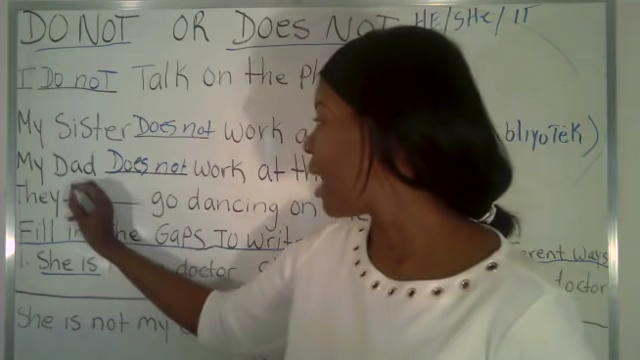 DO NOT OR DOES NOT HE/SHE/IT
I DO noT Talk on the Ph
My Sister Does not work a bliyoTeK)
My Dad Does not work at th
They go dancing on
Fill in the GaPS To write rent ways
1. She is doctor doctor
She is not my